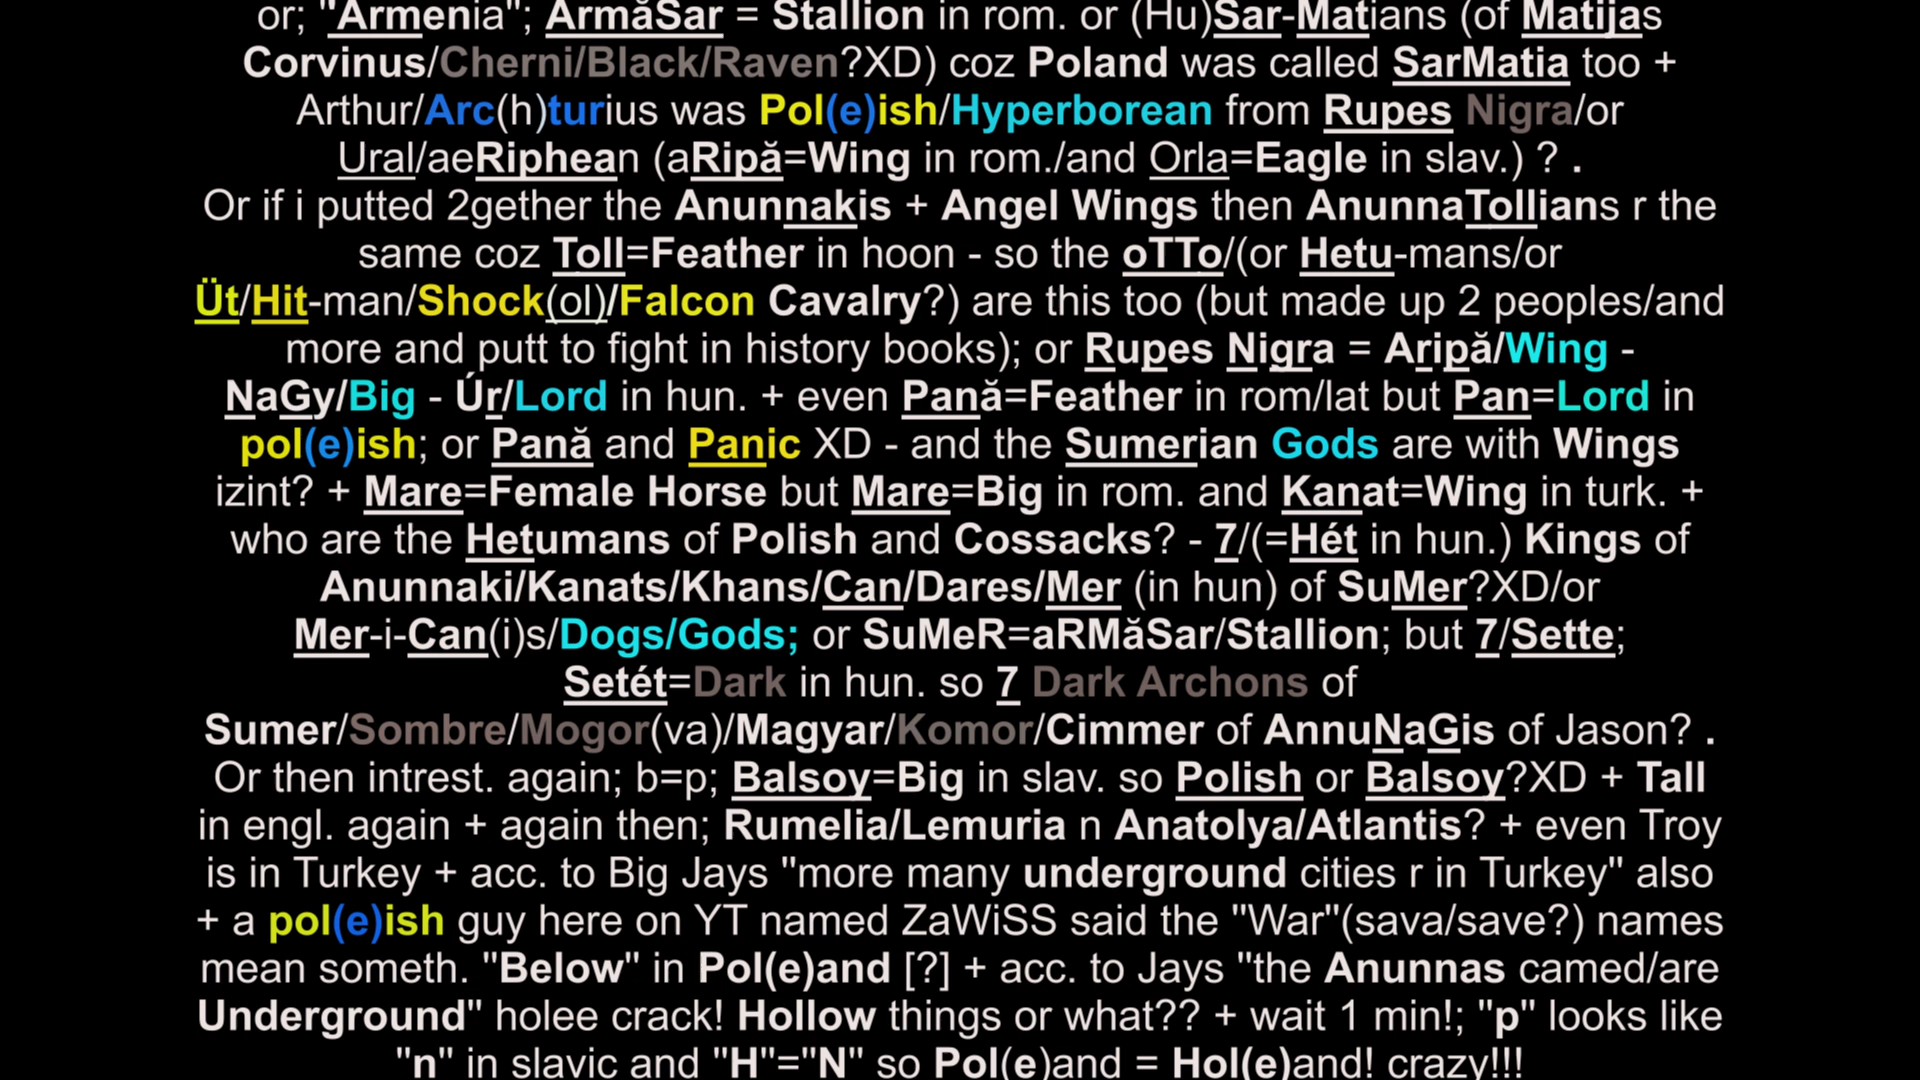 or; "Armenia"; ArmăSar = Stallion in rom. or (Hu)Sar-Matians (of Matijas
Corvinus/Cherni/Black/Raven?XD) coz Poland was called SarMatia too +
Arthur/Arc(h)turius was Pol(e)ish/Hyperborean from Rupes Nigra/or
Ural/aeRiphean (aRipă=Wing in rom./and Orla=Eagle in slav.) ? .
Or if i putted 2gether the Anunnakis + Angel Wings then AnunnaTollians r the
same coz Toll=Feather in hoon - so the oTTo/(or Hetu-mans/or
Üt/Hit-man/Shock(ol)/Falcon Cavalry?) are this too (but made up 2 peoples/and
more and putt to fight in history books); or Rupes Nigra = Aripă/Wing -
NaGy/Big - Úr/Lord in hun. + even Pană=Feather in rom/lat but Pan=Lord in
pol(e)ish; or Pană and Panic XD - and the Sumerian Gods are with Wings
izint? + Mare=Female Horse but Mare=Big in rom. and Kanat=Wing in turk. +
who are the Hetumans of Polish and Cossacks? - 7/(=Hét in hun.) Kings of
Anunnaki/Kanats/Khans/Can/Dares/Mer (in hun) of SuMer?XD/or
Mer-i-Can(i)s/Dogs/Gods; or SuMeR=aRMăSar/Stallion; but 7/Sette;
Setét=Dark in hun. so 7 Dark Archons of
Sumer/Sombre/Mogor(va)/Magyar/Komor/Cimmer of AnnuNaGis of Jason? .
Or then intrest. again; b=p; Balsoy=Big in slav. so Polish or Balsoy?XD + Tall
in engl. again + again then; Rumelia/Lemuria n Anatolya/Atlantis? + even Troy
is in Turkey + acc. to Big Jays "more many underground cities r in Turkey" also
+ a pol(e)ish guy here on YT named ZaWiSS said the "War"(sava/save?) names
mean someth. "Below" in Pol(e)and [?] + acc. to Jays "the Anunnas camed/are
Underground" holee crack! Hollow things or what?? + wait 1 min!; "p" looks like
"n" in slavic and "H"="N" so Pol(e)and = Hol(e)and! crazy!!!